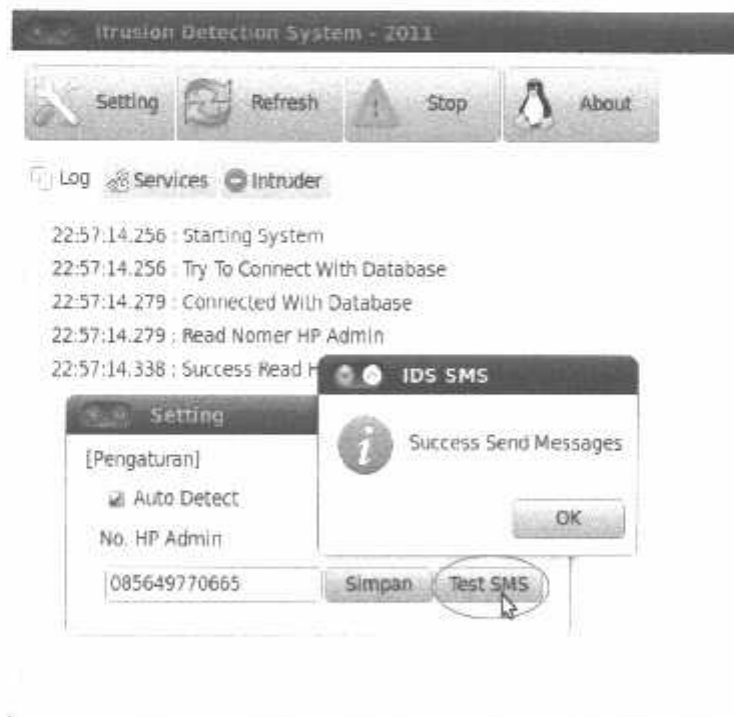 Itrusion Detection System - 2011
Setting Refresh Stop About
Log Services Intruder
22:57:14.256 : Starting System
22:57:14.256 : Try To Connect With Database
22:57:14.279 : Connected With Database
22:57:14.279 : Read Nomer HP Admin
22:57:14.338 : Success Read H
IDS SMS
Success Send Messages
OK
Setting
[Pengaturan]
Auto Detect
No. HP Admin
085649770665 Simpan Test SMS